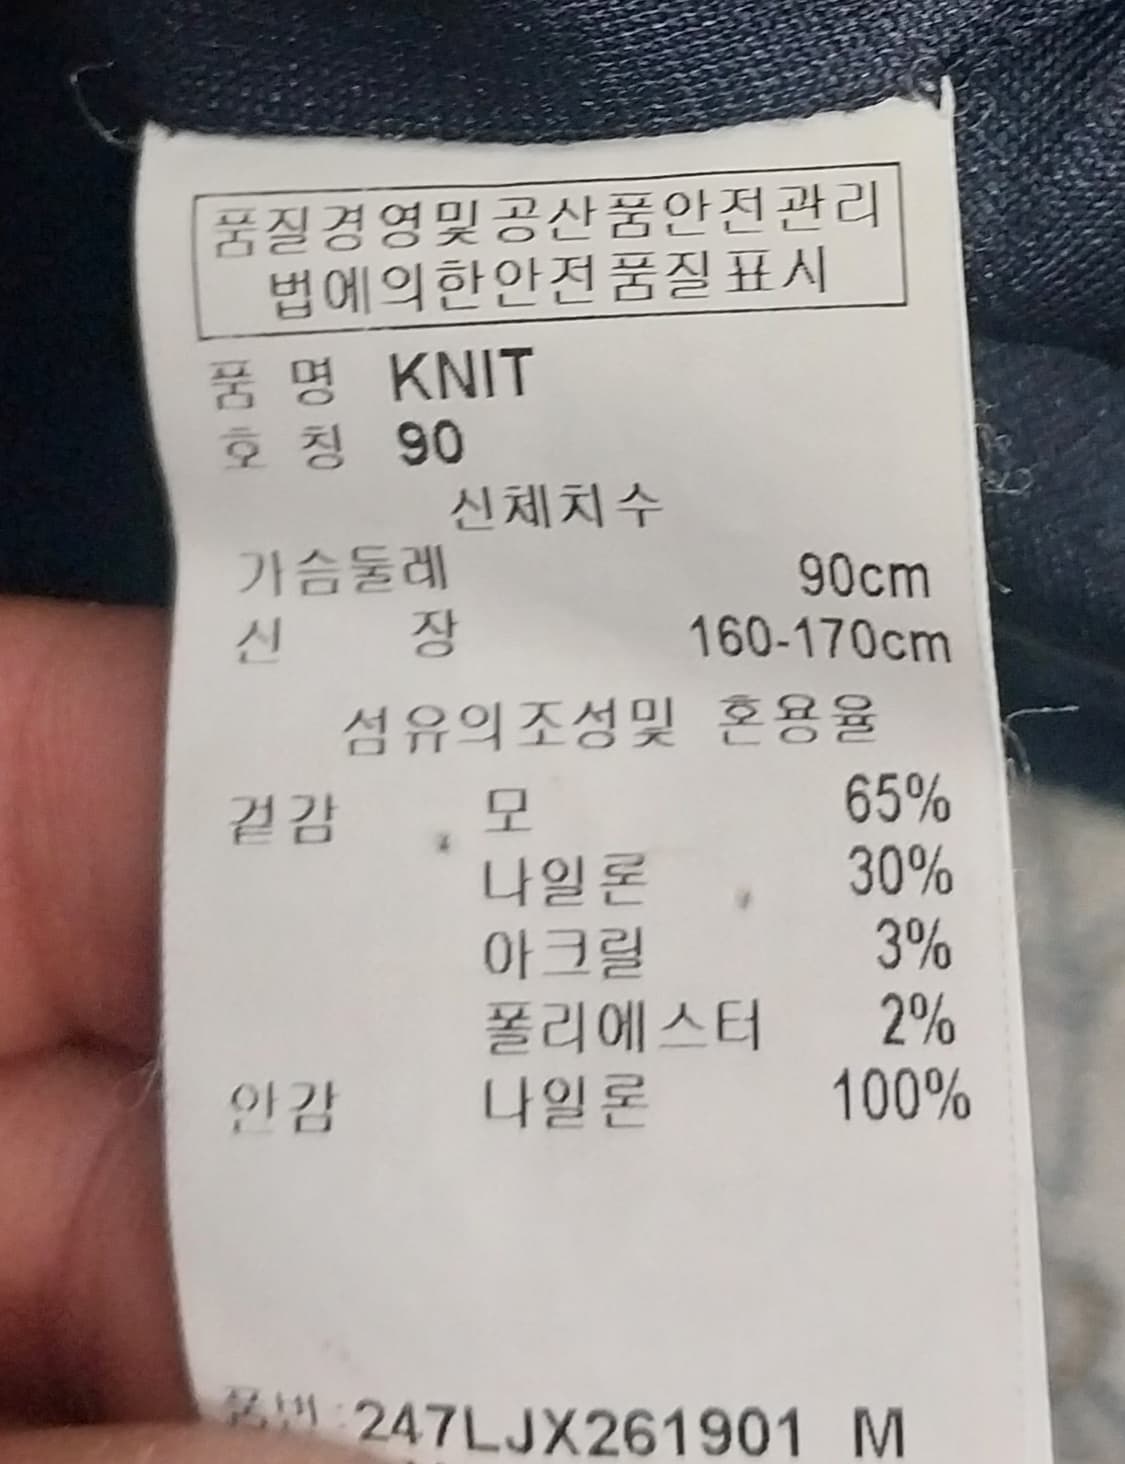 품질경영및공산품안전관리
법에의한안전품질표시
품 명 KNIT
호 칭 90
신체치수
가슴둘레 90cm
신 장 160-170cm
섬유의조성및 혼용율
겉감 모 65%
나일론 30%
아크릴 3%
폴리에스터 2%
안감 나일론 100%
품번:247LJX261901 M